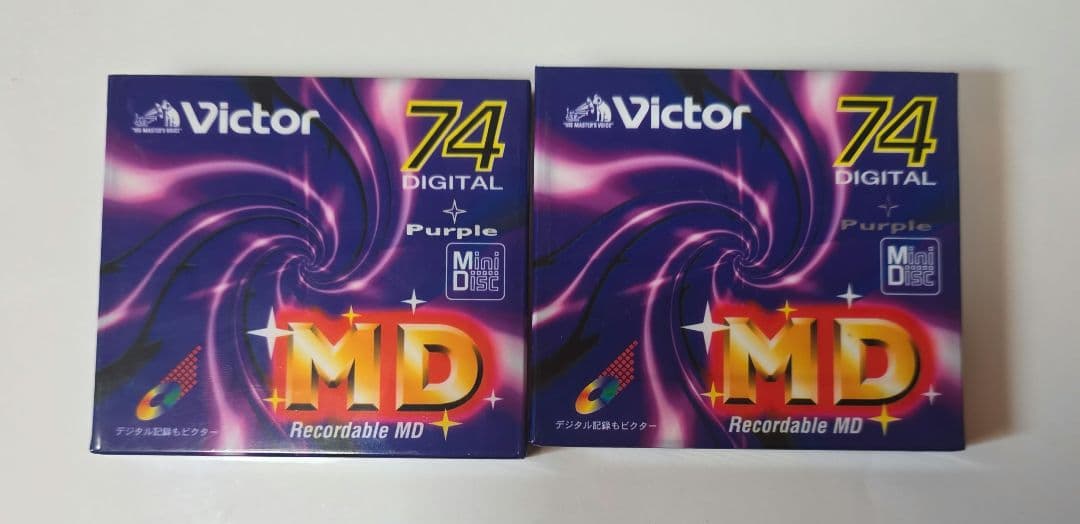 "HIS MASTER'S VOICE"
Victor
74
DIGITAL
Purple
Mini
Disc
MD
Recordable MD
デジタル記録もビクター
"HIS MASTER'S VOICE"
Victor
74
DIGITAL
Purple
Mini
Disc
MD
Recordable MD
デジタル記録もビクター